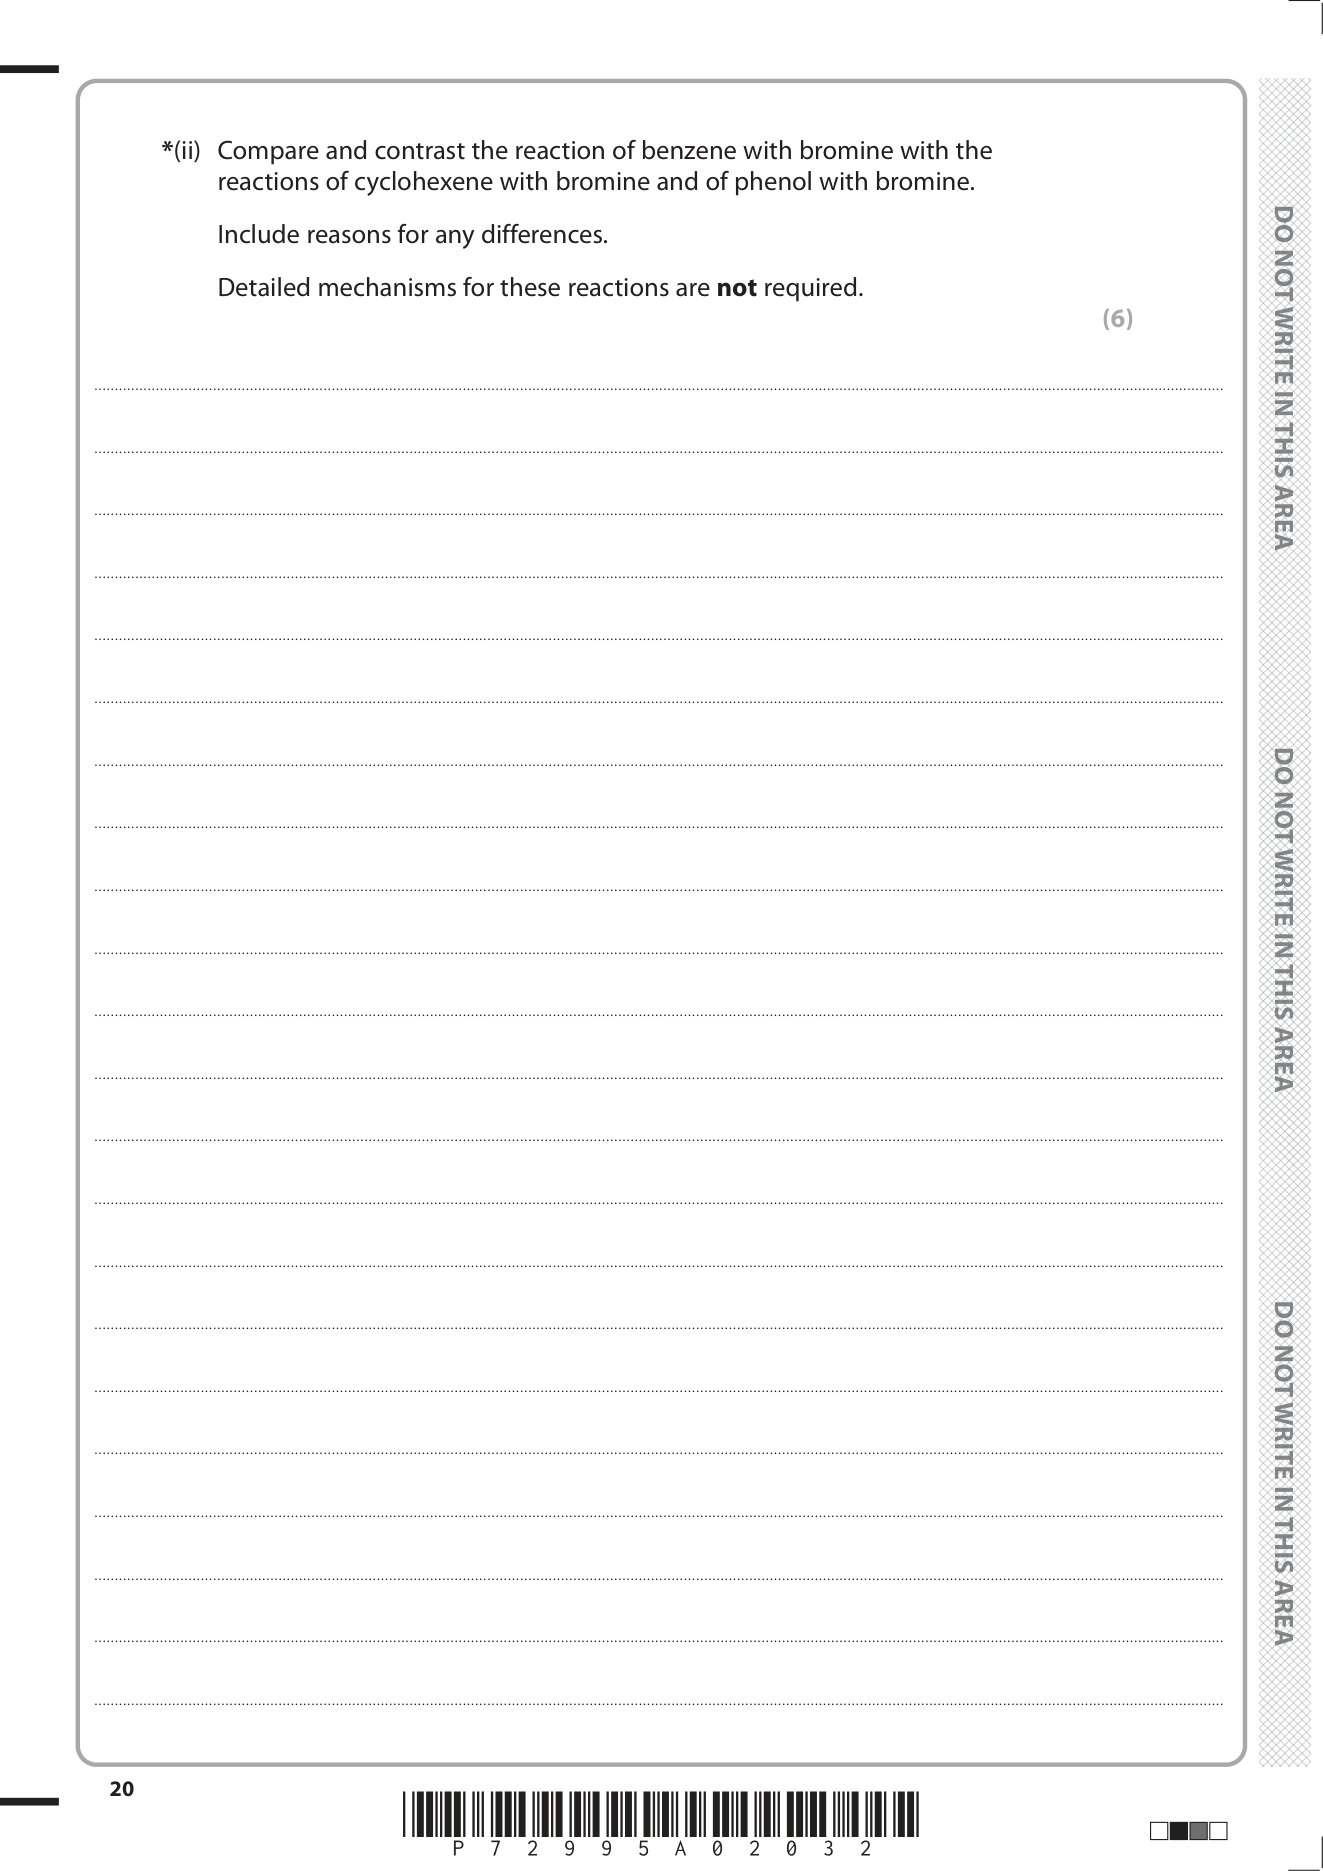 *(ii) Compare and contrast the reaction of benzene with bromine with the
reactions of cyclohexene with bromine and of phenol with bromine.
Include reasons for any differences.
Detailed mechanisms for these reactions are not required.
(6)
DO NOT WRITE IN THIS AREA
DO NOT WRITE IN THIS AREA
DO NOT WRITE IN THIS AREA
20
P 7 2 9 9 5 A 0 2 0 3 2